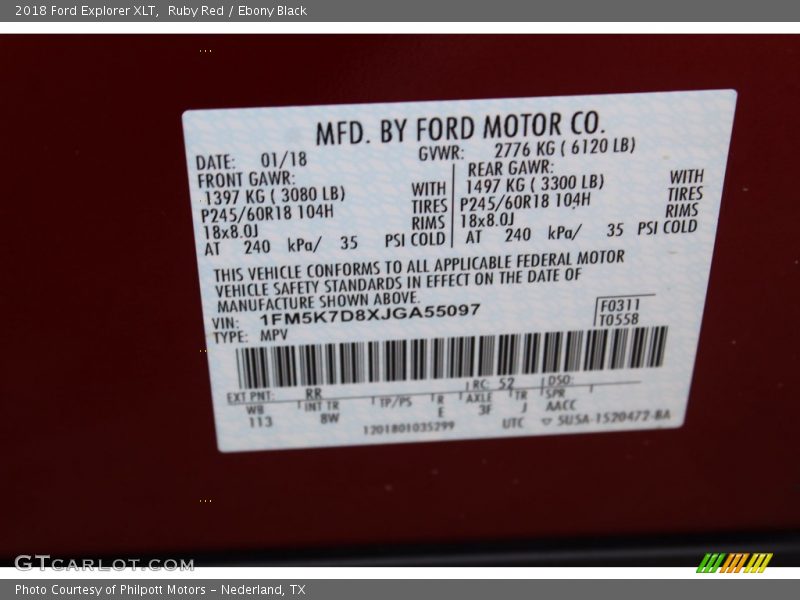 2018 Ford Explorer XLT, Ruby Red / Ebony Black
MFD. BY FORD MOTOR CO.
DATE: 01/18 GVWR: 2776 KG ( 6120 LB)
FRONT GAWR: REAR GAWR:
1397 KG ( 3080 LB) WITH 1497 KG ( 3300 LB) WITH
P245/60R18 104H TIRES P245/60R18 104H TIRES
18x8.0J RIMS 18x8.0J RIMS
AT 240 kPa/ 35 PSI COLD AT 240 kPa/ 35 PSI COLD
THIS VEHICLE CONFORMS TO ALL APPLICABLE FEDERAL MOTOR
VEHICLE SAFETY STANDARDS IN EFFECT ON THE DATE OF
MANUFACTURE SHOWN ABOVE.
VIN: 1FM5K7D8XJGA55097 F0311
TYPE: MPV T0558
EXT PNT: RR RC: 52 DSO:
WB INT TR TP/PS R AXLE TR SPR
113 8W E 3F J AACC
1201801035299 UTC 5USA-1520472-BA
GTCARLOT.COM
Photo Courtesy of Philpott Motors - Nederland, TX